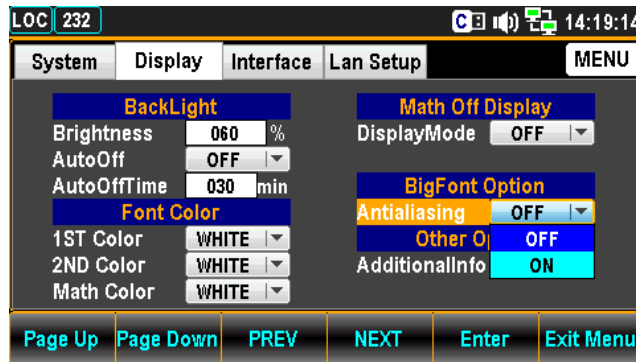 LOC 232 C 14:19:14
System Display Interface Lan Setup MENU
BackLight
Brightness 060 %
AutoOff OFF
AutoOffTime 030 min
Font Color
1ST Color WHITE
2ND Color WHITE
Math Color WHITE
Math Off Display
DisplayMode OFF
BigFont Option
Antialiasing OFF
Other O
OFF
AdditionalInfo
ON
Page Up Page Down PREV NEXT Enter Exit Menu